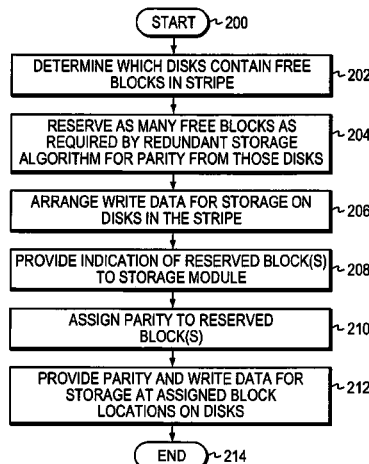 START 200
DETERMINE WHICH DISKS CONTAIN FREE
BLOCKS IN STRIPE
202
RESERVE AS MANY FREE BLOCKS AS
REQUIRED BY REDUNDANT STORAGE
ALGORITHM FOR PARITY FROM THOSE DISKS
204
ARRANGE WRITE DATA FOR STORAGE ON
DISKS IN THE STRIPE
206
PROVIDE INDICATION OF RESERVED BLOCK(S)
TO STORAGE MODULE
208
ASSIGN PARITY TO RESERVED
BLOCK(S)
210
PROVIDE PARITY AND WRITE DATA FOR
STORAGE AT ASSIGNED BLOCK
LOCATIONS ON DISKS
212
END 214